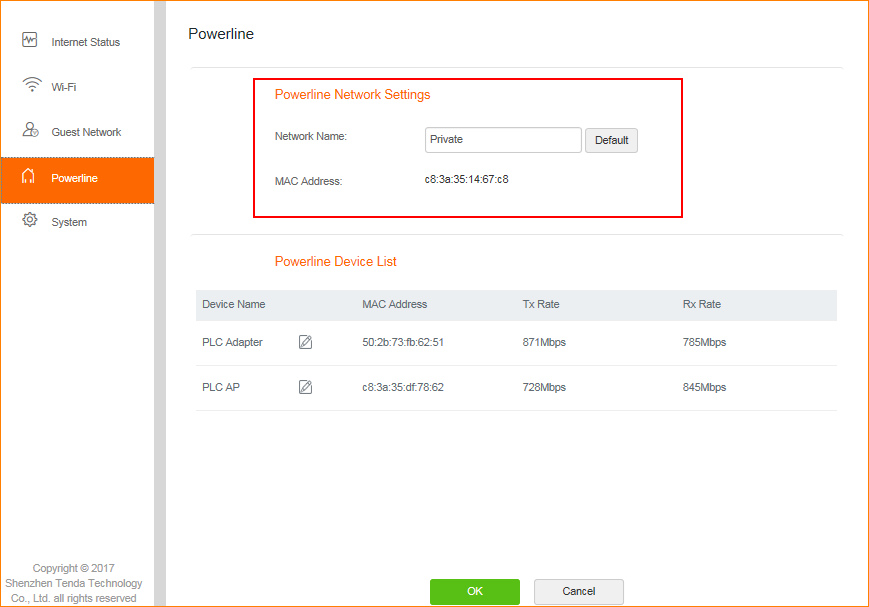 Internet Status
Wi-Fi
Guest Network
Powerline
System
Copyright © 2017
Shenzhen Tenda Technology
Co., Ltd. all rights reserved
Powerline
Powerline Network Settings
Network Name: Private Default
MAC Address: c8:3a:35:14:67:c8
Powerline Device List
Device Name MAC Address Tx Rate Rx Rate
PLC Adapter 50:2b:73:fb:62:51 871Mbps 785Mbps
PLC AP c8:3a:35:df:78:62 728Mbps 845Mbps
OK Cancel